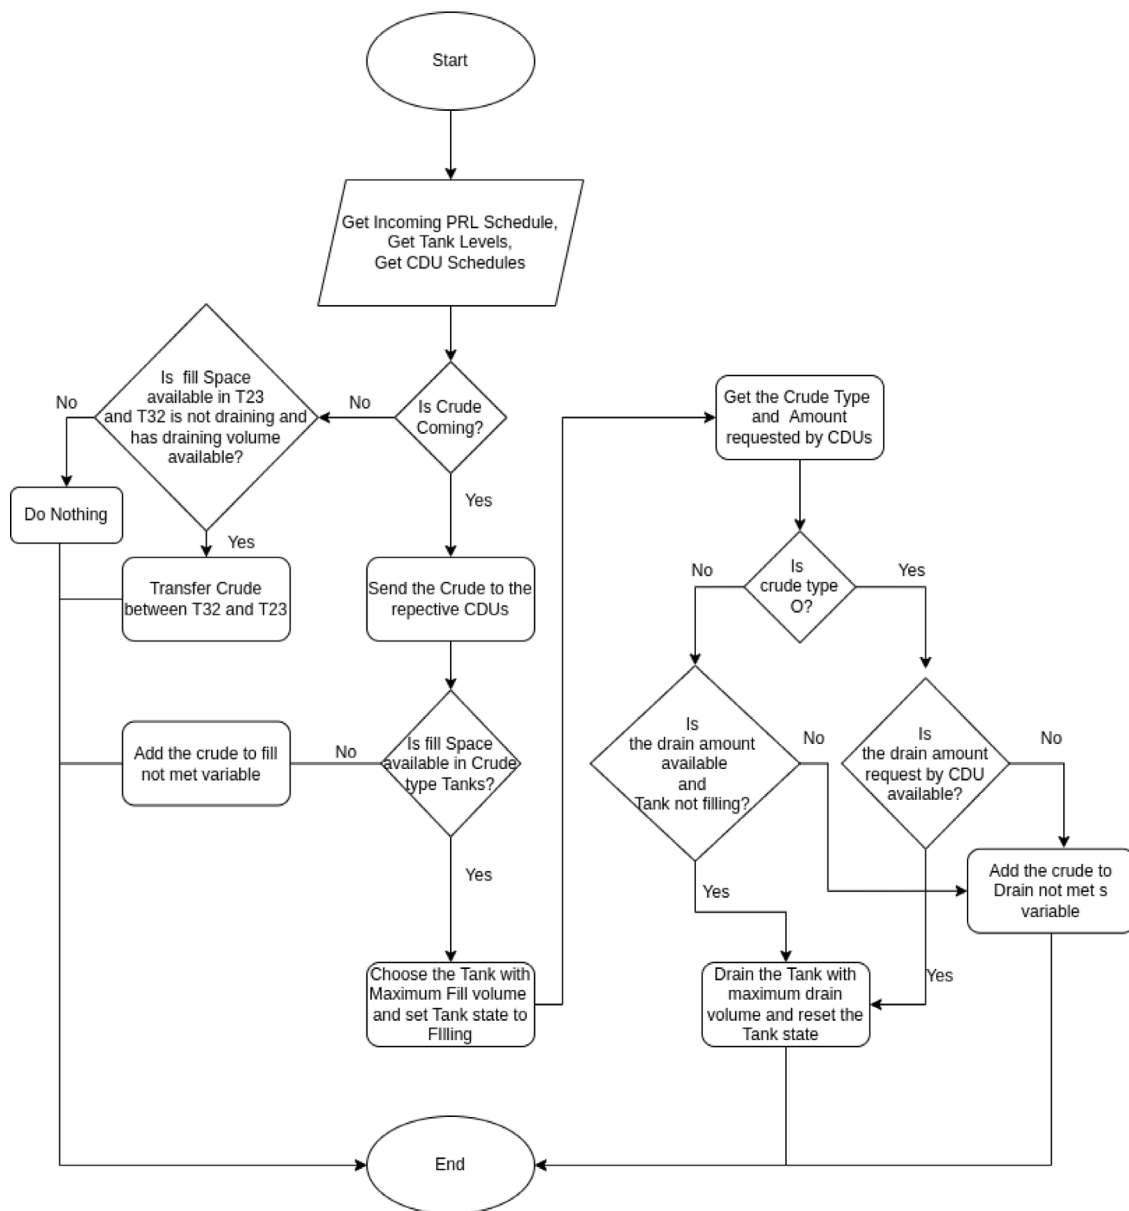 Start
Get Incoming PRL Schedule,
Get Tank Levels,
Get CDU Schedules
Is Crude
Coming?
No
Is fill Space
available in T23
and T32 is not draining and
has draining volume
available?
No
Do Nothing
Yes
Transfer Crude
between T32 and T23
Yes
Send the Crude to the
repective CDUs
Is fill Space
available in Crude
type Tanks?
No
Add the crude to fill
not met variable
Yes
Choose the Tank with
Maximum Fill volume
and set Tank state to
FIlling
Get the Crude Type
and Amount
requested by CDUs
Is
crude type
O?
No
Yes
Is
the drain amount
available
and
Tank not filling?
No
Is
the drain amount
request by CDU
available?
No
Yes
Add the crude to
Drain not met s
variable
Yes
Drain the Tank with
maximum drain
volume and reset the
Tank state
End